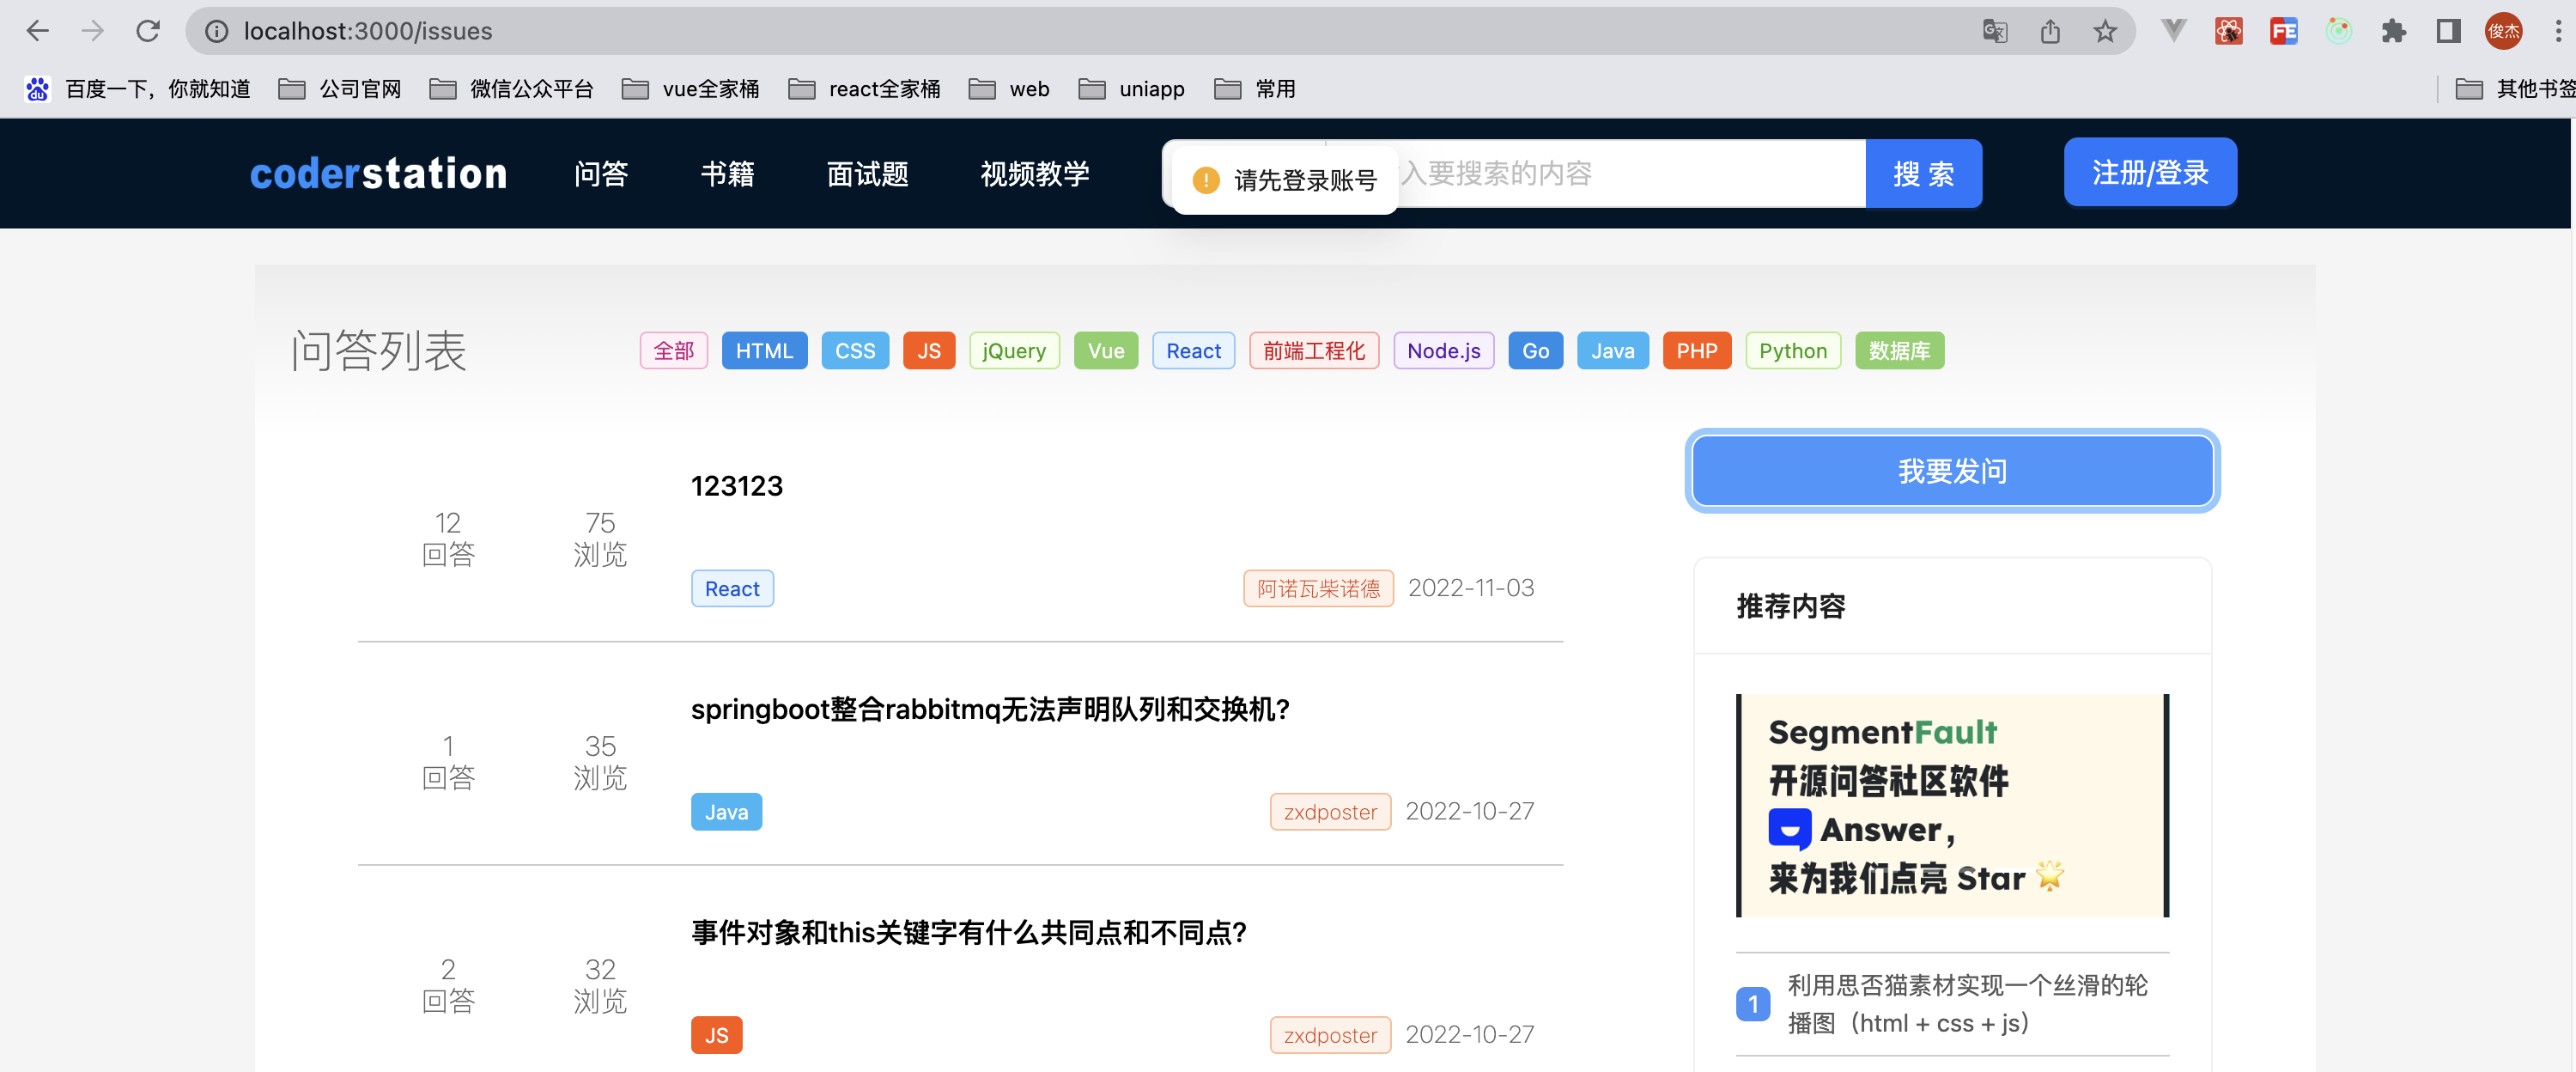 localhost:3000/issues
俊杰
百度一下，你就知道 公司官网 微信公众平台 vue全家桶 react全家桶 web uniapp 常用 其他书签
coderstation 问答 书籍 面试题 视频教学 请先登录账号 入要搜索的内容 搜 索 注册/登录
问答列表 全部 HTML CSS JS jQuery Vue React 前端工程化 Node.js Go Java PHP Python 数据库
我要发问
123123
12 回答
75 浏览
React 阿诺瓦柴诺德 2022-11-03
springboot整合rabbitmq无法声明队列和交换机?
1 回答
35 浏览
Java zxdposter 2022-10-27
事件对象和this关键字有什么共同点和不同点?
2 回答
32 浏览
JS zxdposter 2022-10-27
推荐内容
SegmentFault
开源问答社区软件
Answer，
来为我们点亮 Star
1 利用思否猫素材实现一个丝滑的轮
播图（html + css + js）